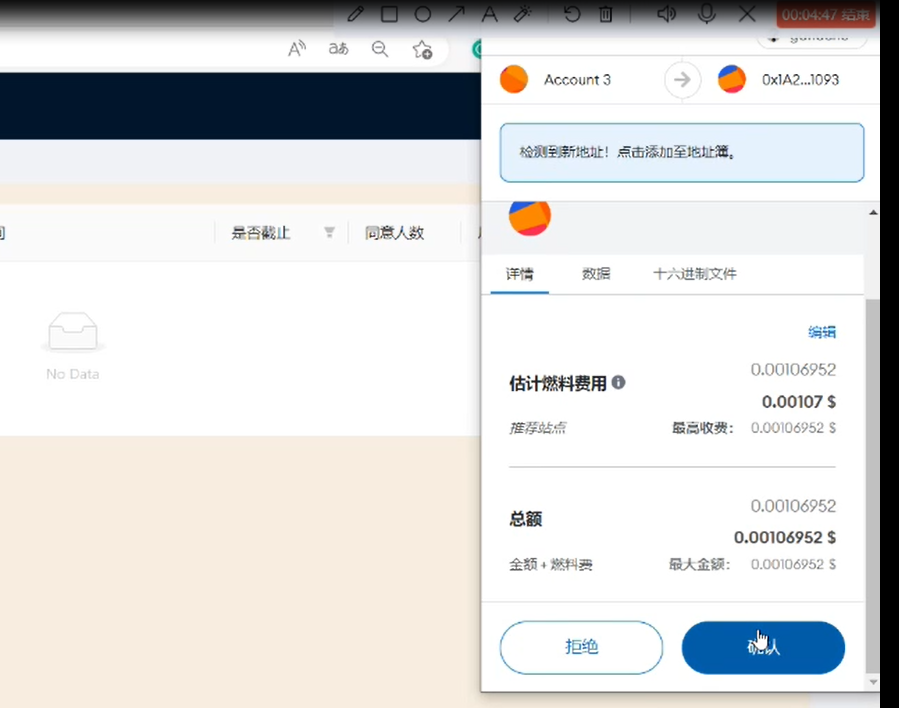 00:04:47 结束
Account 3
0x1A2...1093
检测到新地址！点击添加至地址簿。
是否截止
同意人数
No Data
详情
数据
十六进制文件
编辑
0.00106952
估计燃料费用
0.00107 $
推荐站点
最高收费：
0.00106952 $
0.00106952
总额
0.00106952 $
金额 + 燃料费
最大金额：
0.00106952 $
拒绝
确认